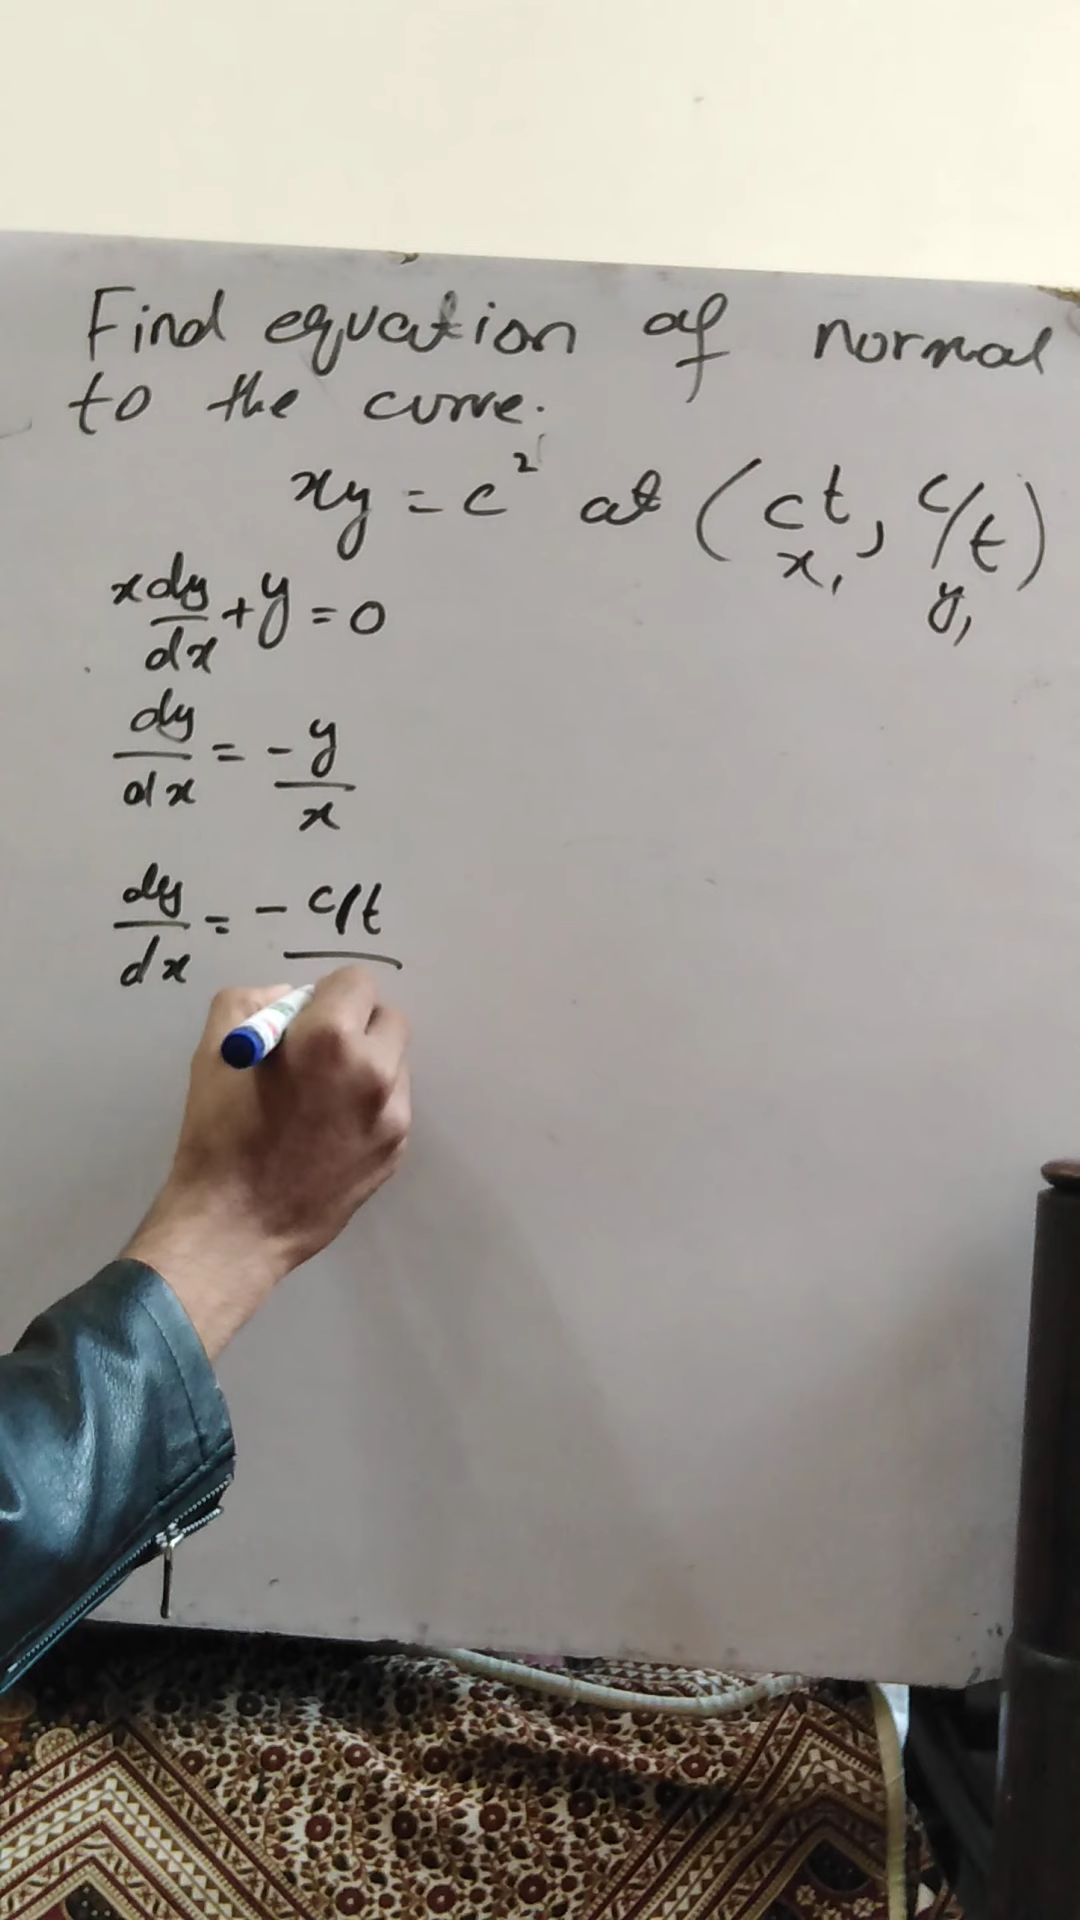 Find equation of normal
to the curve.
xy = c² at (ct, c/t)
x₁ y₁
x dy/dx + y = 0
dy/dx = -y/x
dy/dx = - c/t